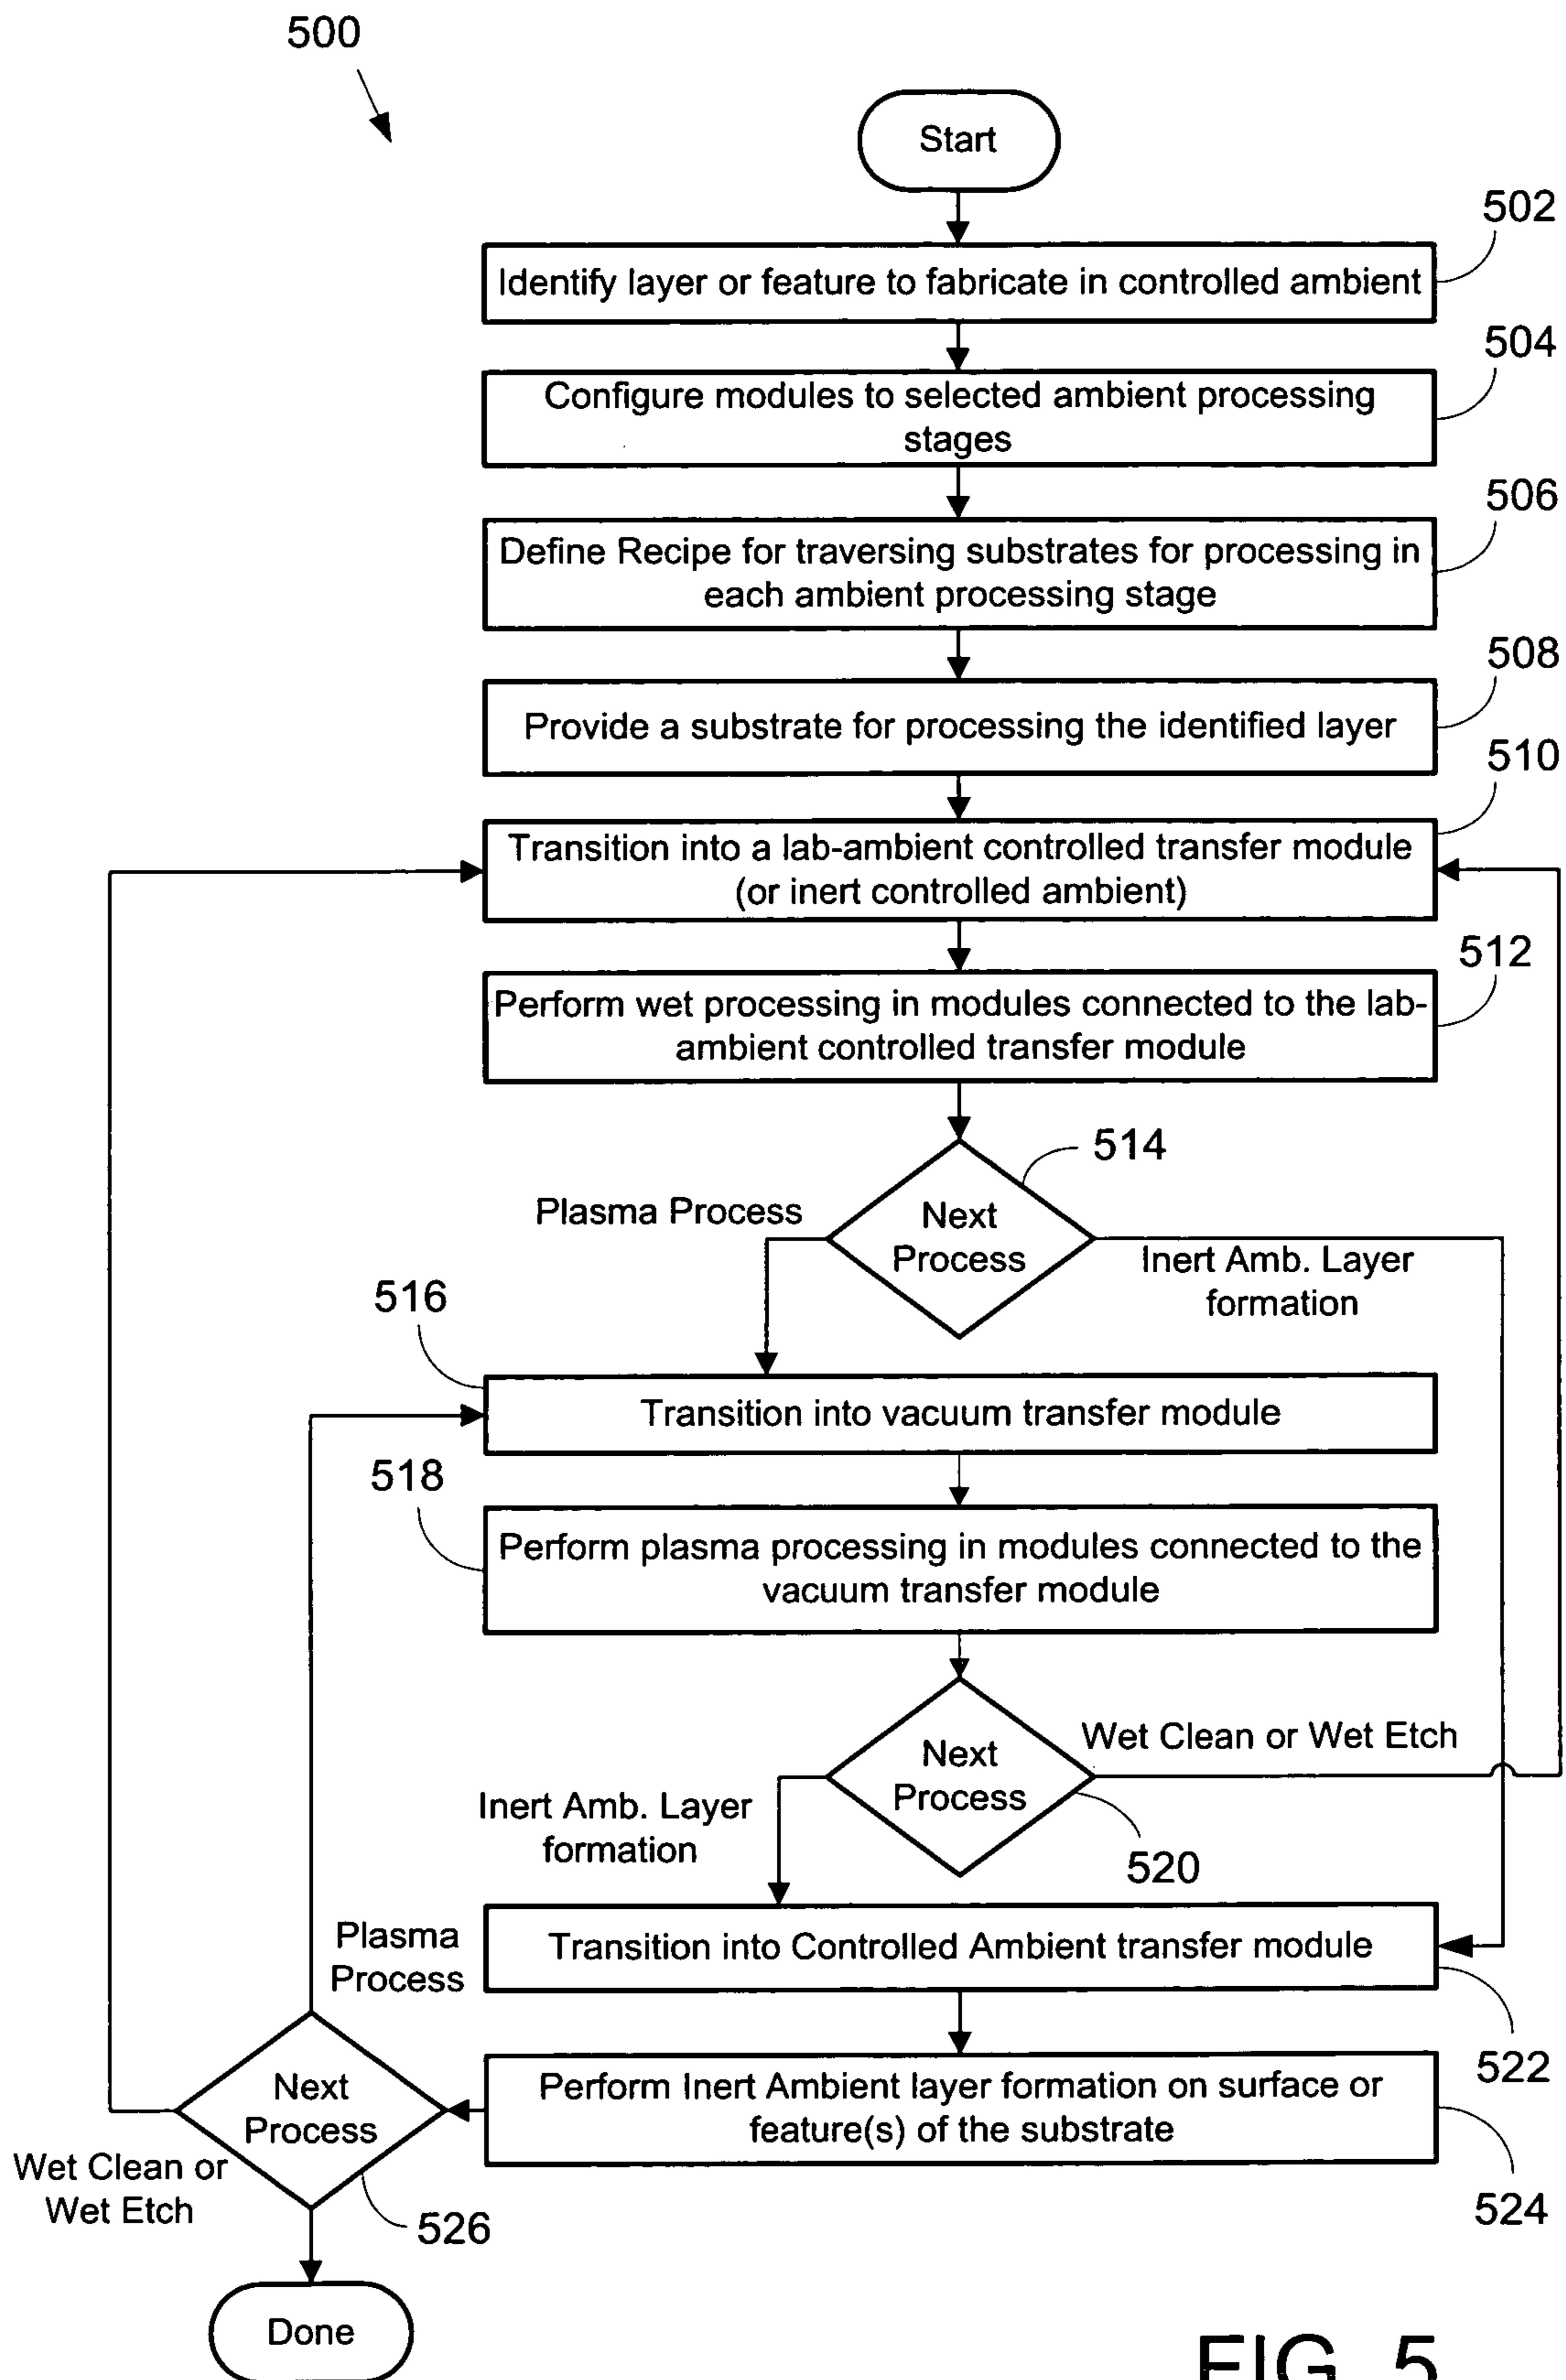 500
Start
502
Identify layer or feature to fabricate in controlled ambient
504
Configure modules to selected ambient processing
stages
506
Define Recipe for traversing substrates for processing in
each ambient processing stage
508
Provide a substrate for processing the identified layer
510
Transition into a lab-ambient controlled transfer module
(or inert controlled ambient)
512
Perform wet processing in modules connected to the lab-
ambient controlled transfer module
514
Plasma Process
Next
Process
Inert Amb. Layer
formation
516
Transition into vacuum transfer module
518
Perform plasma processing in modules connected to the
vacuum transfer module
Wet Clean or Wet Etch
Next
Process
Inert Amb. Layer
formation
520
Plasma
Process
Transition into Controlled Ambient transfer module
522
Next
Process
Perform Inert Ambient layer formation on surface or
feature(s) of the substrate
Wet Clean or
Wet Etch
524
526
Done
FIG. 5